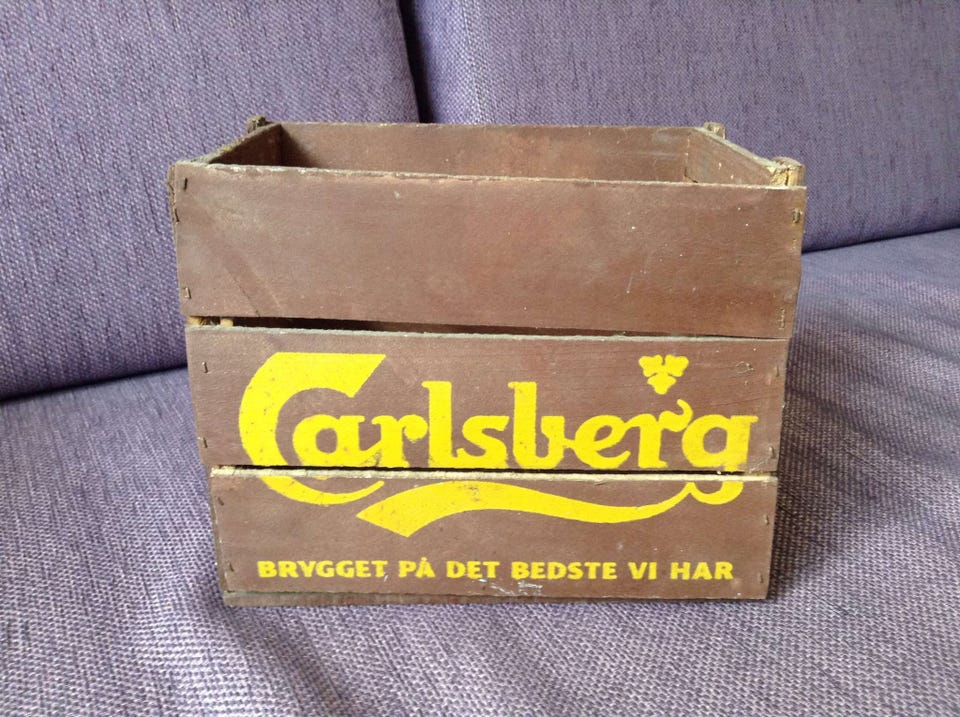 Carlsberg
BRYGGET PÅ DET BEDSTE VI HAR